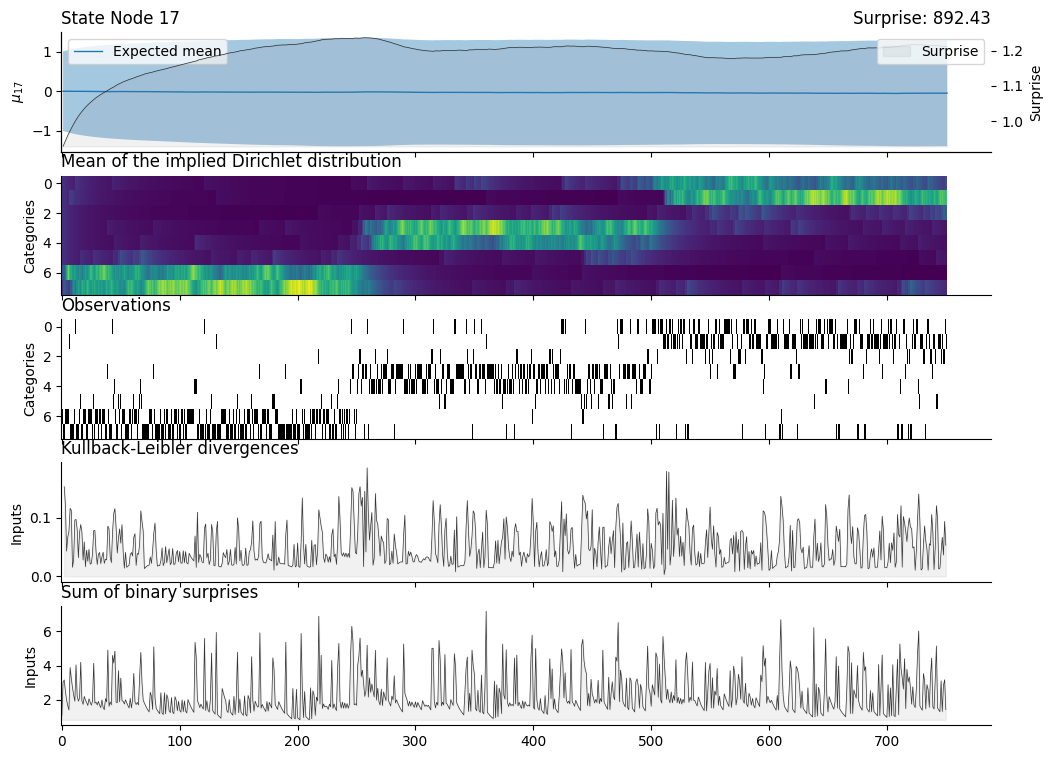 State Node 17 Surprise: 892.43
Expected mean
Surprise
1
0
−1
μ17
1.2
1.1
1.0
Surprise
Mean of the implied Dirichlet distribution
0
2
4
6
Categories
Observations
0
2
4
6
Categories
Kullback-Leibler divergences
0.1
0.0
Inputs
Sum of binary surprises
6
4
2
Inputs
0 100 200 300 400 500 600 700